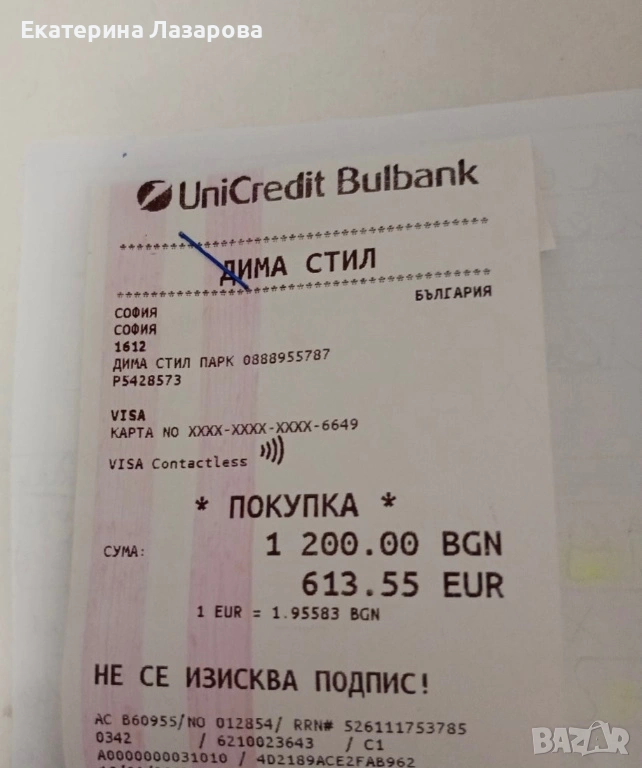 Екатерина Лазарова
UniCredit Bulbank
****************************************
ДИМА СТИЛ
****************************************
БЪЛГАРИЯ
СОФИЯ
СОФИЯ
1612
ДИМА СТИЛ ПАРК 0888955787
P5428573
VISA
КАРТА NO XXXX-XXXX-XXXX-6649
VISA Contactless
* ПОКУПКА *
СУМА: 1 200.00 BGN
613.55 EUR
1 EUR = 1.95583 BGN
НЕ СЕ ИЗИСКВА ПОДПИС!
AC B60955/NO 012854/ RRN# 526111753785
0342 / 6210023643 / C1
A0000000031010 / 4D2189ACE2FAB962
BAZAR